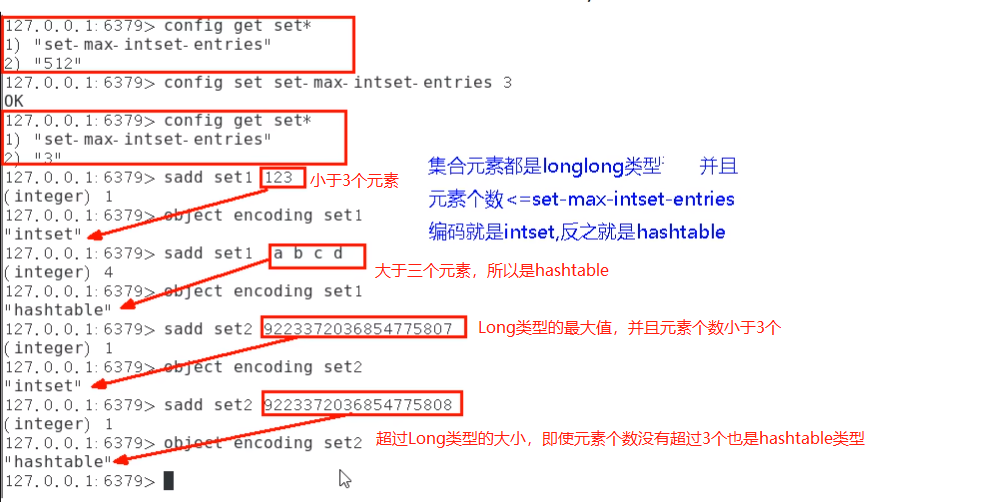 127.0.0.1:6379> config get set*
1) "set-max-intset-entries"
2) "512"
127.0.0.1:6379> config set set-max-intset-entries 3
OK
127.0.0.1:6379> config get set*
1) "set-max-intset-entries"
2) "3"
127.0.0.1:6379> sadd set1 123 小于3个元素
(integer) 1
127.0.0.1:6379> object encoding set1
"intset"
127.0.0.1:6379> sadd set1 a b c d
(integer) 4
127.0.0.1:6379> object encoding set1
"hashtable"
127.0.0.1:6379> sadd set2 9223372036854775807 Long类型的最大值，并且元素个数小于3个
(integer) 1
127.0.0.1:6379> object encoding set2
"intset"
127.0.0.1:6379> sadd set2 9223372036854775808
(integer) 1
127.0.0.1:6379> object encoding set2
"hashtable"
127.0.0.1:6379>
集合元素都是longlong类型 并且
元素个数<=set-max-intset-entries
编码就是intset,反之就是hashtable
大于三个元素，所以是hashtable
超过Long类型的大小，即使元素个数没有超过3个也是hashtable类型